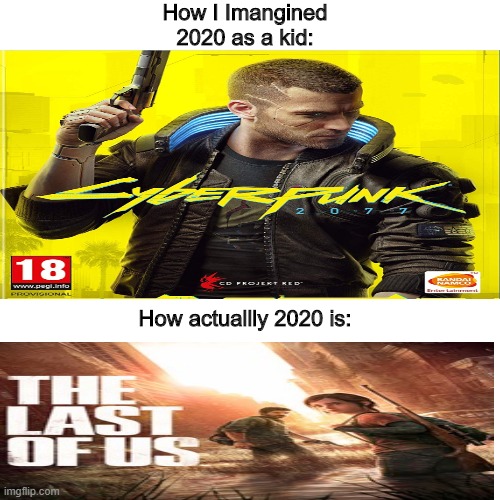 How I Imangined
2020 as a kid:
CYBERPUNK
2077
18
www.pegi.info
PROVISIONAL
CD PROJEKT RED
BANDAI
NAMCO
Entertainment
How actuallly 2020 is:
THE
LAST
OF US
imgflip.com